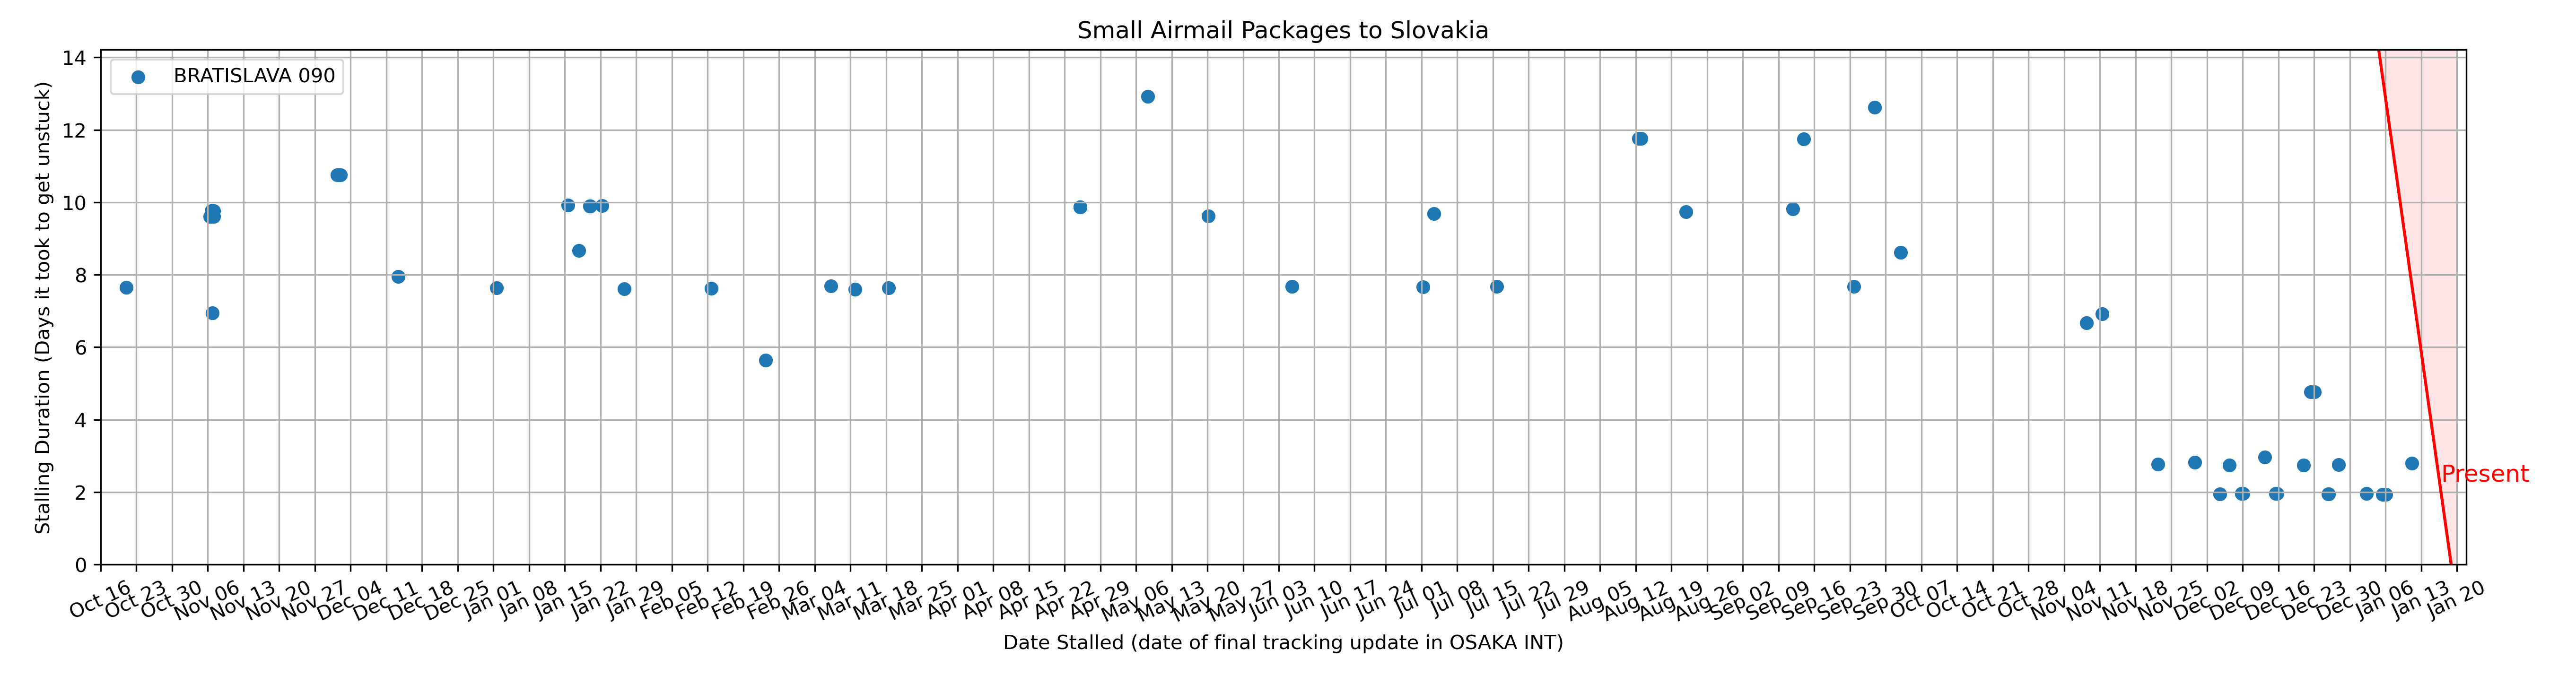 Small Airmail Packages to Slovakia
BRATISLAVA 090
Stalling Duration (Days it took to get unstuck)
14
12
10
8
6
4
2
0
Present
Oct 16
Oct 23
Oct 30
Nov 06
Nov 13
Nov 20
Nov 27
Dec 04
Dec 11
Dec 18
Dec 25
Jan 01
Jan 08
Jan 15
Jan 22
Jan 29
Feb 05
Feb 12
Feb 19
Feb 26
Mar 04
Mar 11
Mar 18
Mar 25
Apr 01
Apr 08
Apr 15
Apr 22
Apr 29
May 06
May 13
May 20
May 27
Jun 03
Jun 10
Jun 17
Jun 24
Jul 01
Jul 08
Jul 15
Jul 22
Jul 29
Aug 05
Aug 12
Aug 19
Aug 26
Sep 02
Sep 09
Sep 16
Sep 23
Sep 30
Oct 07
Oct 14
Oct 21
Oct 28
Nov 04
Nov 11
Nov 18
Nov 25
Dec 02
Dec 09
Dec 16
Dec 23
Dec 30
Jan 06
Jan 13
Jan 20
Date Stalled (date of final tracking update in OSAKA INT)